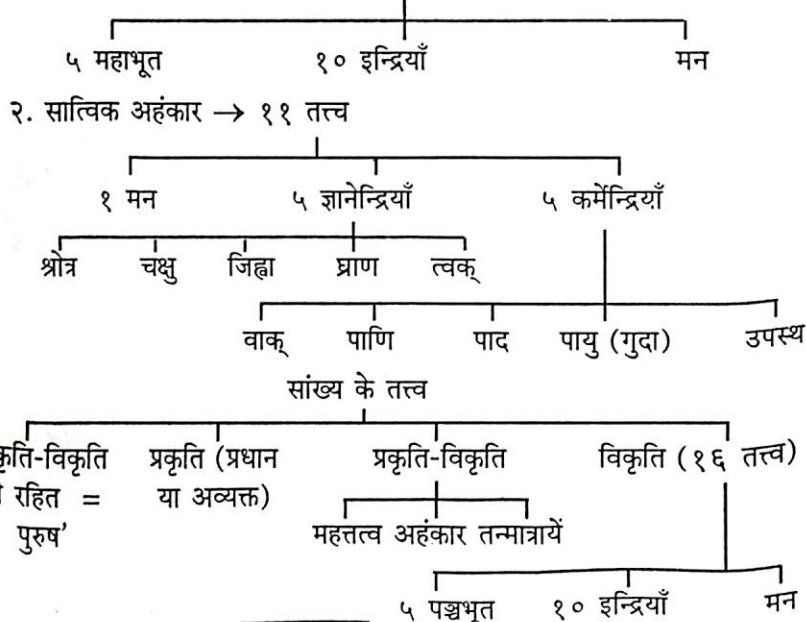 ५ महाभूत १० इन्द्रियाँ मन
२. सात्विक अहंकार → ११ तत्त्व
१ मन ५ ज्ञानेन्द्रियाँ ५ कर्मेन्द्रियाँ
श्रोत्र चक्षु जिह्वा घ्राण त्वक्
वाक् पाणि पाद पायु (गुदा) उपस्थ
सांख्य के तत्त्व
कृति-विकृति प्रकृति (प्रधान प्रकृति-विकृति विकृति (१६ तत्त्व)
रहित = या अव्यक्त)
पुरुष’
महत्तत्व अहंकार तन्मात्रायें
५ पञ्चभूत १० इन्द्रियाँ मन